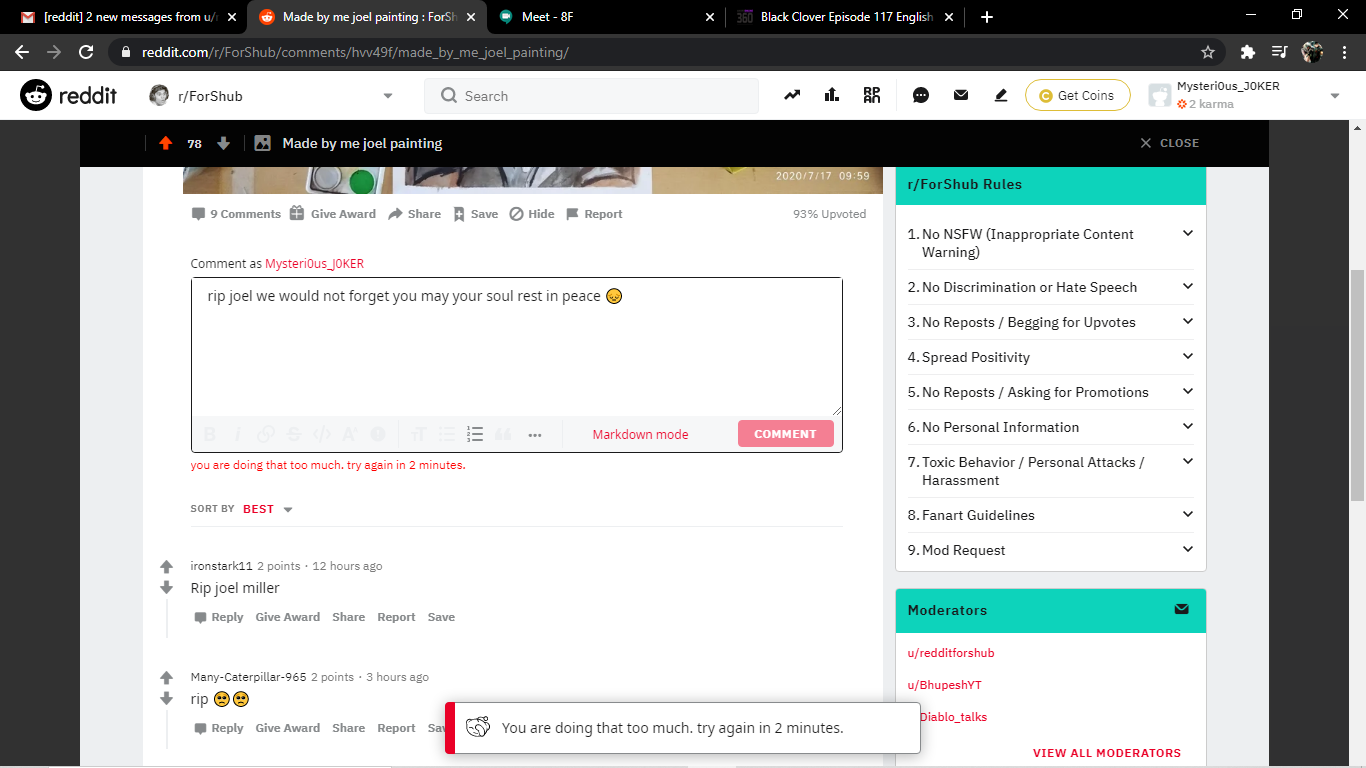 [reddit] 2 new messages from u/
Made by me joel painting : ForSh
Meet - 8F
Black Clover Episode 117 English
reddit.com/r/ForShub/comments/hvv49f/made_by_me_joel_painting/
reddit
r/ForShub
Search
Get Coins
Mysteri0us_J0KER
2 karma
78
Made by me joel painting
CLOSE
2020/7/17 09:59
9 Comments
Give Award
Share
Save
Hide
Report
93% Upvoted
Comment as Mysteri0us_J0KER
rip joel we would not forget you may your soul rest in peace 😞
Markdown mode
COMMENT
you are doing that too much. try again in 2 minutes.
SORT BY BEST
ironstark11 2 points · 12 hours ago
Rip joel miller
Reply Give Award Share Report Save
Many-Caterpillar-965 2 points · 3 hours ago
rip 🥺🥺
Reply Give Award Share Report
You are doing that too much. try again in 2 minutes.
r/ForShub Rules
1. No NSFW (Inappropriate Content
Warning)
2. No Discrimination or Hate Speech
3. No Reposts / Begging for Upvotes
4. Spread Positivity
5. No Reposts / Asking for Promotions
6. No Personal Information
7. Toxic Behavior / Personal Attacks /
Harassment
8. Fanart Guidelines
9. Mod Request
Moderators
u/redditforshub
u/BhupeshYT
Diablo_talks
VIEW ALL MODERATORS